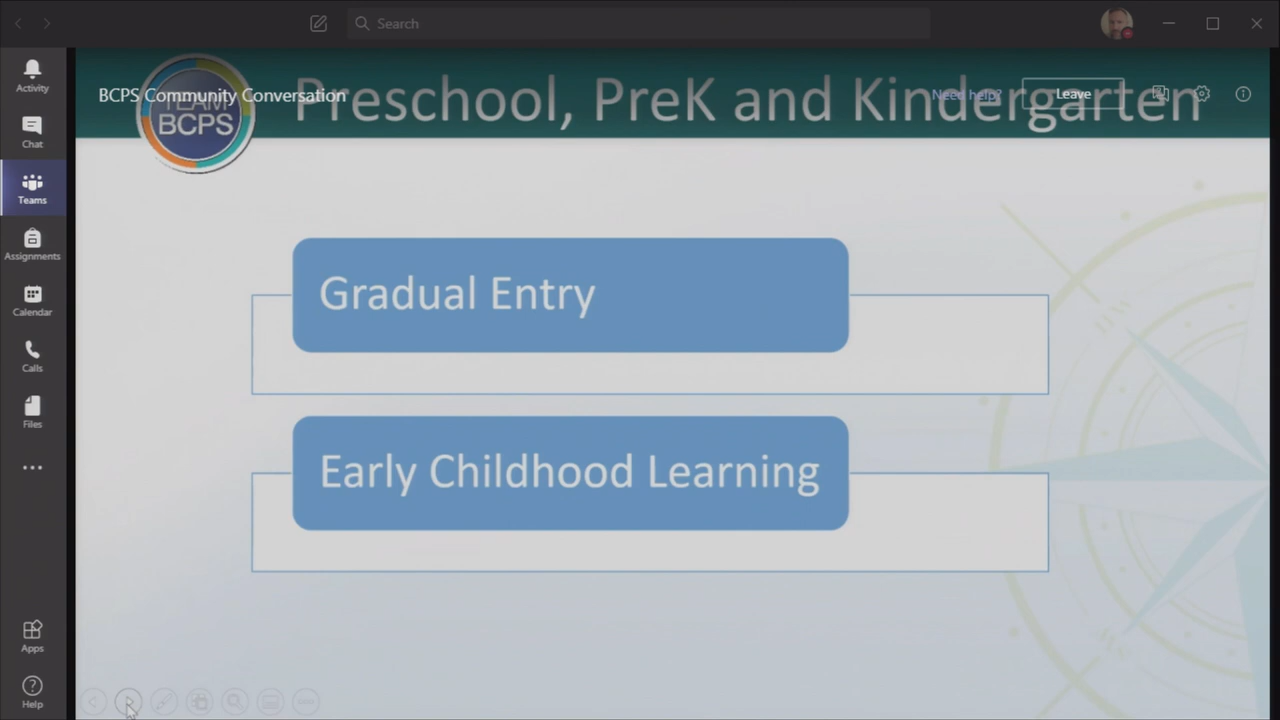 Search
Activity
Chat
Teams
Assignments
Calendar
Calls
Files
Apps
Help
BCPS Community Conversation
Need help?
Leave
Preschool, PreK and Kindergarten
TEAM
BCPS
Gradual Entry
Early Childhood Learning